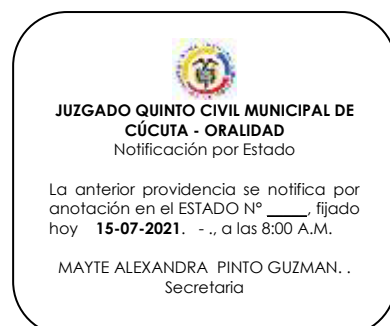 JUZGADO QUINTO CIVIL MUNICIPAL DE
CÚCUTA - ORALIDAD
Notificación por Estado
La anterior providencia se notifica por
anotación en el ESTADO N° _____, fijado
hoy 15-07-2021. - ., a las 8:00 A.M.
MAYTE ALEXANDRA PINTO GUZMAN. .
Secretaria